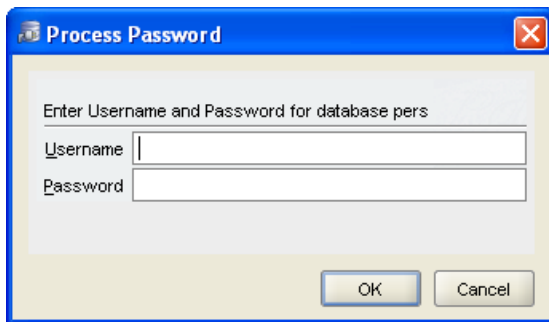 Process Password
Enter Username and Password for database pers
Username
Password
OK
Cancel